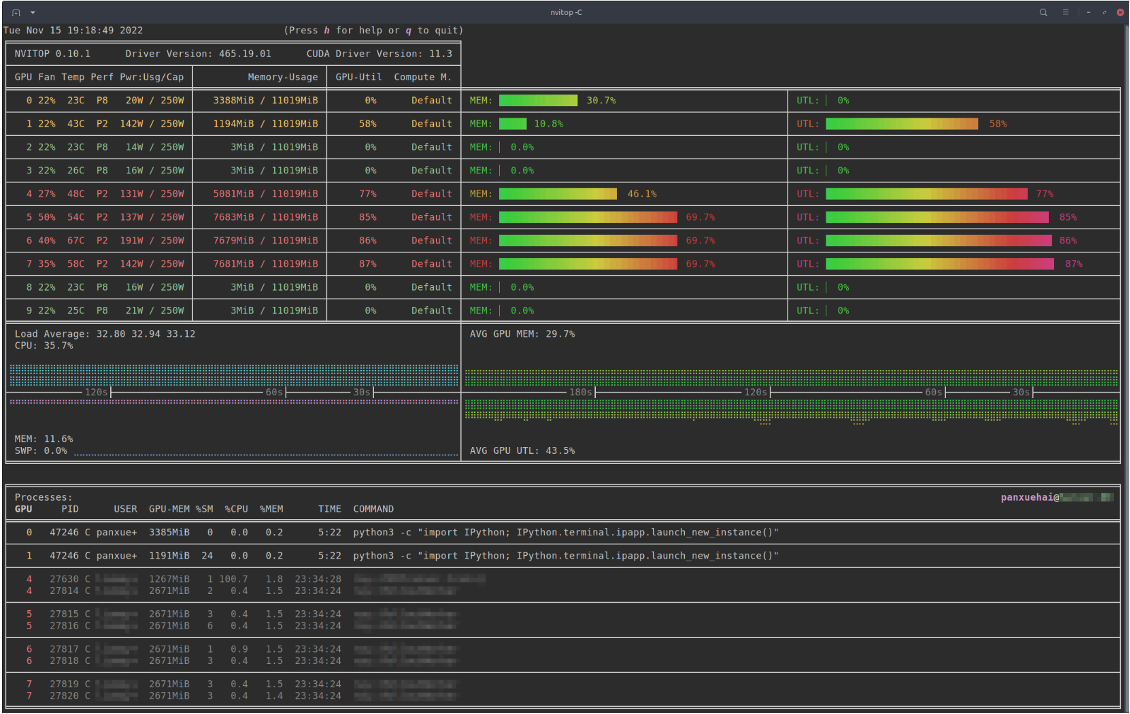 nvitop -C
Tue Nov 15 19:18:49 2022 (Press h for help or q to quit)
NVITOP 0.10.1 Driver Version: 465.19.01 CUDA Driver Version: 11.3
GPU Fan Temp Perf Pwr:Usg/Cap Memory-Usage GPU-Util Compute M.
0 22% 23C P8 20W / 250W 3388MiB / 11019MiB 0% Default MEM: 30.7% UTL: 0%
1 22% 43C P2 142W / 250W 1194MiB / 11019MiB 58% Default MEM: 10.8% UTL: 58%
2 22% 23C P8 14W / 250W 3MiB / 11019MiB 0% Default MEM: 0.0% UTL: 0%
3 22% 26C P8 16W / 250W 3MiB / 11019MiB 0% Default MEM: 0.0% UTL: 0%
4 27% 48C P2 131W / 250W 5081MiB / 11019MiB 77% Default MEM: 46.1% UTL: 77%
5 50% 54C P2 137W / 250W 7683MiB / 11019MiB 85% Default MEM: 69.7% UTL: 85%
6 40% 67C P2 191W / 250W 7679MiB / 11019MiB 86% Default MEM: 69.7% UTL: 86%
7 35% 58C P2 142W / 250W 7681MiB / 11019MiB 87% Default MEM: 69.7% UTL: 87%
8 22% 23C P8 16W / 250W 3MiB / 11019MiB 0% Default MEM: 0.0% UTL: 0%
9 22% 25C P8 21W / 250W 3MiB / 11019MiB 0% Default MEM: 0.0% UTL: 0%
Load Average: 32.80 32.94 33.12 AVG GPU MEM: 29.7%
CPU: 35.7%
120s 60s 30s 180s 120s 60s 30s
MEM: 11.6%
SWP: 0.0% AVG GPU UTL: 43.5%
Processes: panxuehai@
GPU PID USER GPU-MEM %SM %CPU %MEM TIME COMMAND
0 47246 C panxue+ 3385MiB 0 0.0 0.2 5:22 python3 -c "import IPython; IPython.terminal.ipapp.launch_new_instance()"
1 47246 C panxue+ 1191MiB 24 0.0 0.2 5:22 python3 -c "import IPython; IPython.terminal.ipapp.launch_new_instance()"
4 27630 C 1267MiB 1 100.7 1.8 23:34:28
4 27814 C 2671MiB 2 0.4 1.5 23:34:24
5 27815 C 2671MiB 3 0.4 1.5 23:34:24
5 27816 C 2671MiB 6 0.4 1.5 23:34:24
6 27817 C 2671MiB 1 0.9 1.5 23:34:24
6 27818 C 2671MiB 3 0.4 1.5 23:34:24
7 27819 C 2671MiB 3 0.4 1.5 23:34:24
7 27820 C 2671MiB 3 0.4 1.4 23:34:24